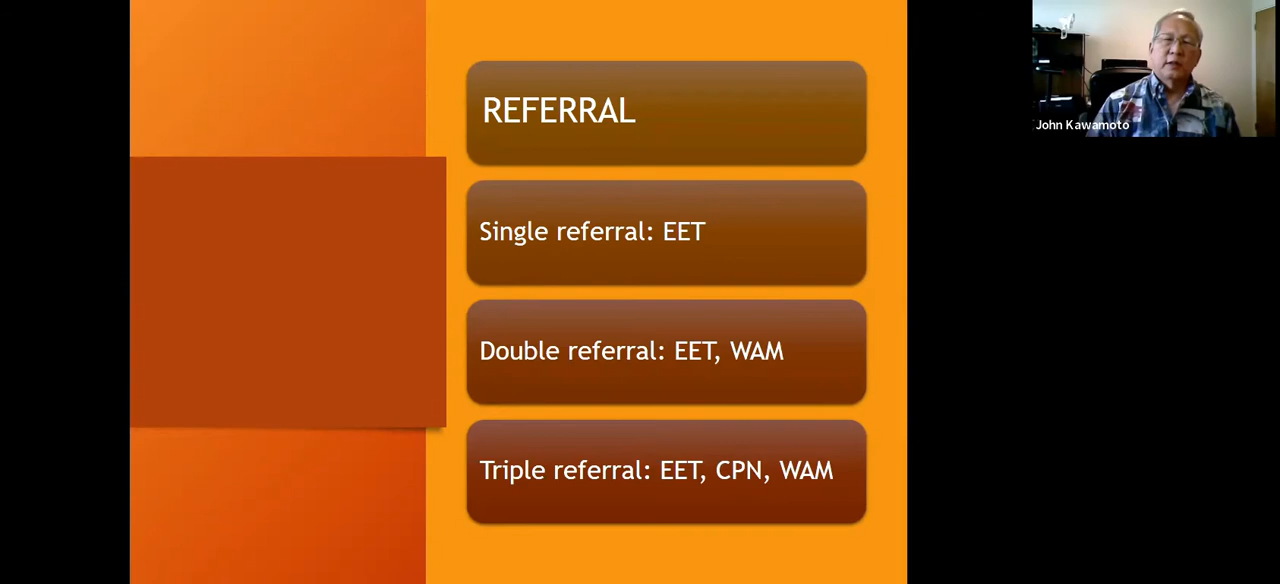 REFERRAL
Single referral: EET
Double referral: EET, WAM
Triple referral: EET, CPN, WAM
John Kawamoto